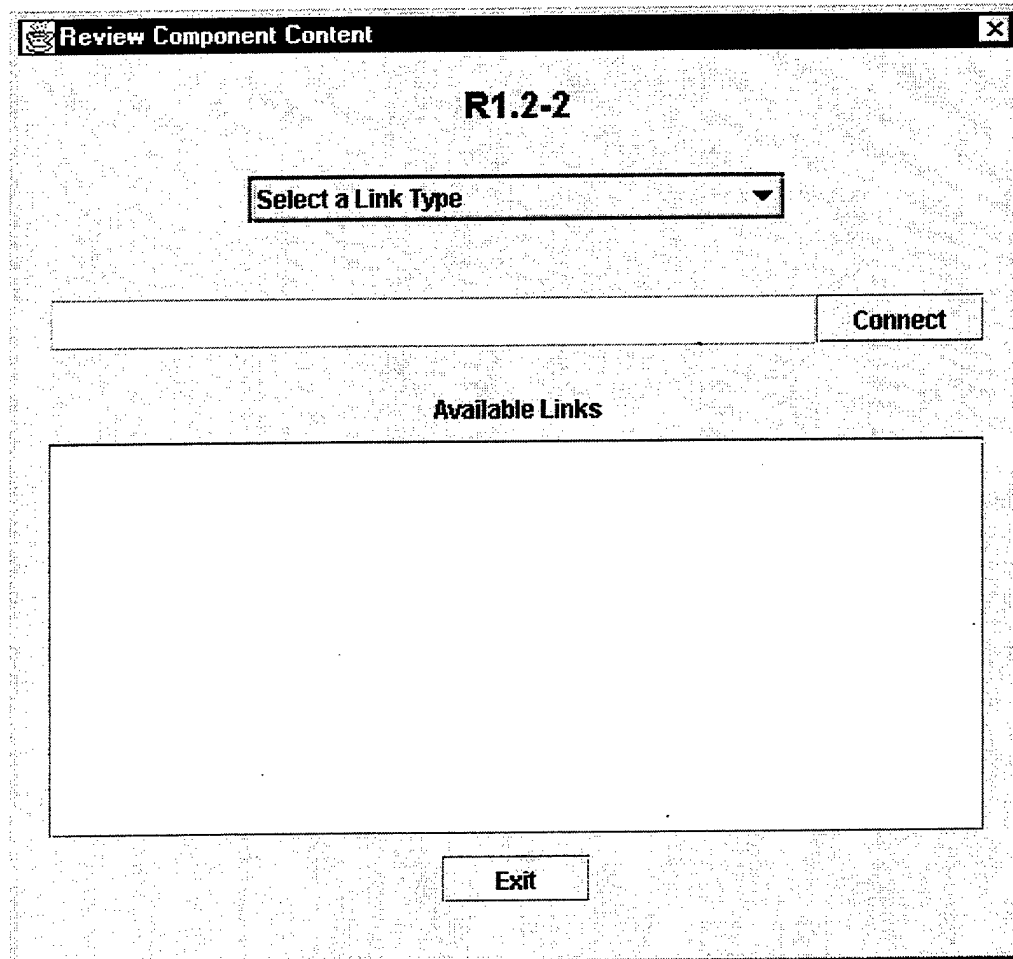 Review Component Content
R1.2-2
Select a Link Type
Connect
Available Links
Exit